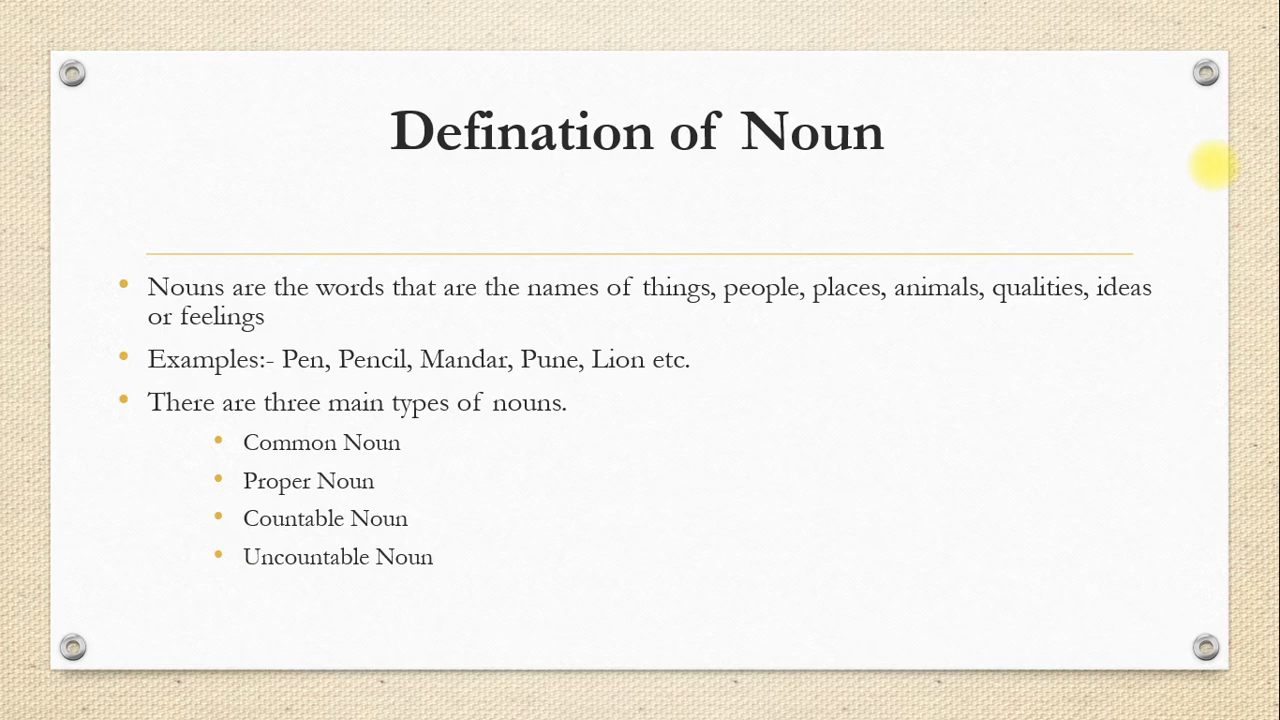 Defination of Noun
Nouns are the words that are the names of things, people, places, animals, qualities, ideas
or feelings
Examples:- Pen, Pencil, Mandar, Pune, Lion etc.
There are three main types of nouns.
Common Noun
Proper Noun
Countable Noun
Uncountable Noun